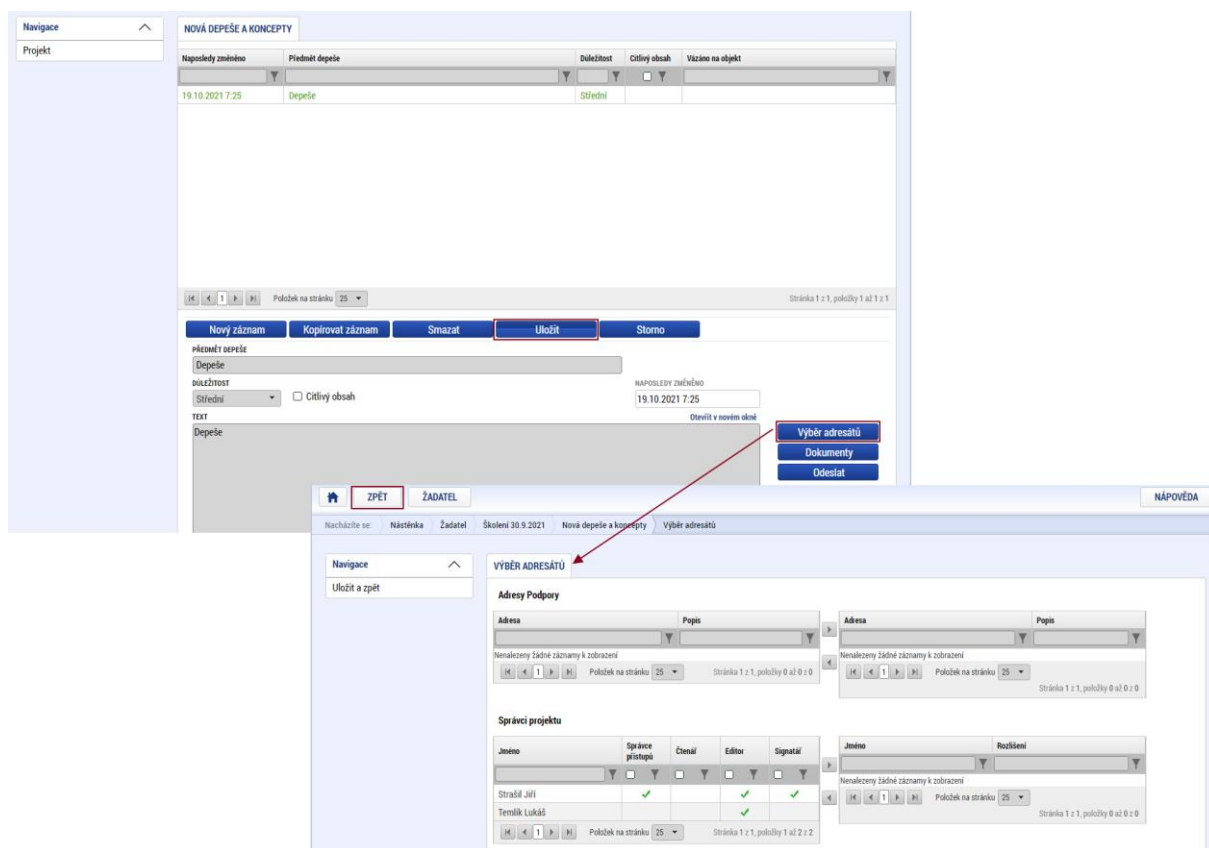 Navigace
Projekt
NOVÁ DEPEŠE A KONCEPTY
Naposledy změněno Předmět depeše Důležitost Citlivý obsah Vázáno na objekt
19.10.2021 7:25 Depeše Střední
1 Položek na stránku 25 Stránka 1 z 1, položky 1 až 1 z 1
Nový záznam Kopírovat záznam Smazat Uložit Storno
PŘEDMĚT DEPEŠE
Depeše
DŮLEŽITOST NAPOSLEDY ZMĚNĚNO
Střední Citlivý obsah 19.10.2021 7:25
TEXT Otevřít v novém okně
Depeše
Výběr adresátů
Dokumenty
Odeslat
ZPĚT ŽADATEL NÁPOVĚDA
Nacházíte se: Nástěnka Žadatel Školení 30.9.2021 Nová depeše a koncepty Výběr adresátů
Navigace
Uložit a zpět
VÝBĚR ADRESÁTŮ
Adresy Podpory
Adresa Popis Adresa Popis
Nenalezeny žádné záznamy k zobrazení Nenalezeny žádné záznamy k zobrazení
1 Položek na stránku 25 Stránka 1 z 1, položky 0 až 0 z 0 1 Položek na stránku 25
Stránka 1 z 1, položky 0 až 0 z 0
Správci projektu
Jméno Správce přístupů Čtenář Editor Signatář Jméno Rozlišení
Nenalezeny žádné záznamy k zobrazení
Strašil Jiří 1 Položek na stránku 25
Temlík Lukáš Stránka 1 z 1, položky 0 až 0 z 0
1 Položek na stránku 25 Stránka 1 z 1, položky 1 až 2 z 2